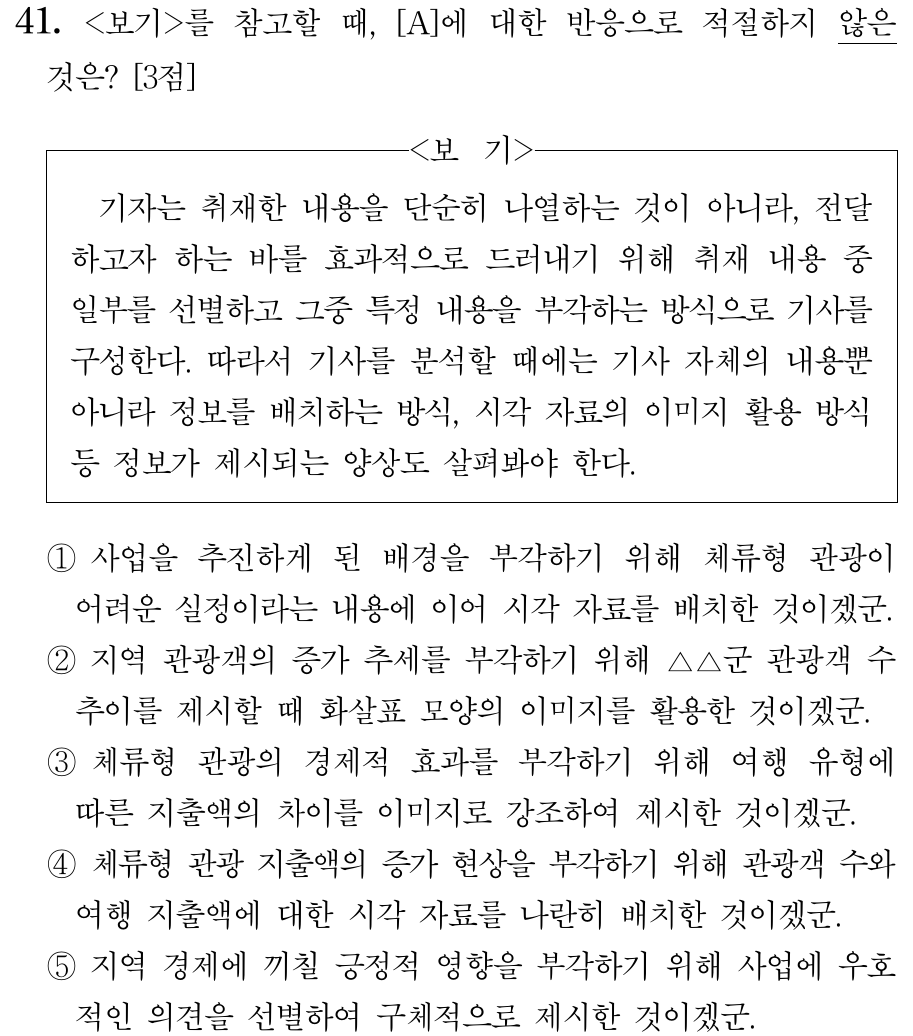 41. <보기>를 참고할 때, [A]에 대한 반응으로 적절하지 않은
것은? [3점]
<보 기>
기자는 취재한 내용을 단순히 나열하는 것이 아니라, 전달
하고자 하는 바를 효과적으로 드러내기 위해 취재 내용 중
일부를 선별하고 그중 특정 내용을 부각하는 방식으로 기사를
구성한다. 따라서 기사를 분석할 때에는 기사 자체의 내용뿐
아니라 정보를 배치하는 방식, 시각 자료의 이미지 활용 방식
등 정보가 제시되는 양상도 살펴봐야 한다.
① 사업을 추진하게 된 배경을 부각하기 위해 체류형 관광이
어려운 실정이라는 내용에 이어 시각 자료를 배치한 것이겠군.
② 지역 관광객의 증가 추세를 부각하기 위해 △△군 관광객 수
추이를 제시할 때 화살표 모양의 이미지를 활용한 것이겠군.
③ 체류형 관광의 경제적 효과를 부각하기 위해 여행 유형에
따른 지출액의 차이를 이미지로 강조하여 제시한 것이겠군.
④ 체류형 관광 지출액의 증가 현상을 부각하기 위해 관광객 수와
여행 지출액에 대한 시각 자료를 나란히 배치한 것이겠군.
⑤ 지역 경제에 끼칠 긍정적 영향을 부각하기 위해 사업에 우호
적인 의견을 선별하여 구체적으로 제시한 것이겠군.